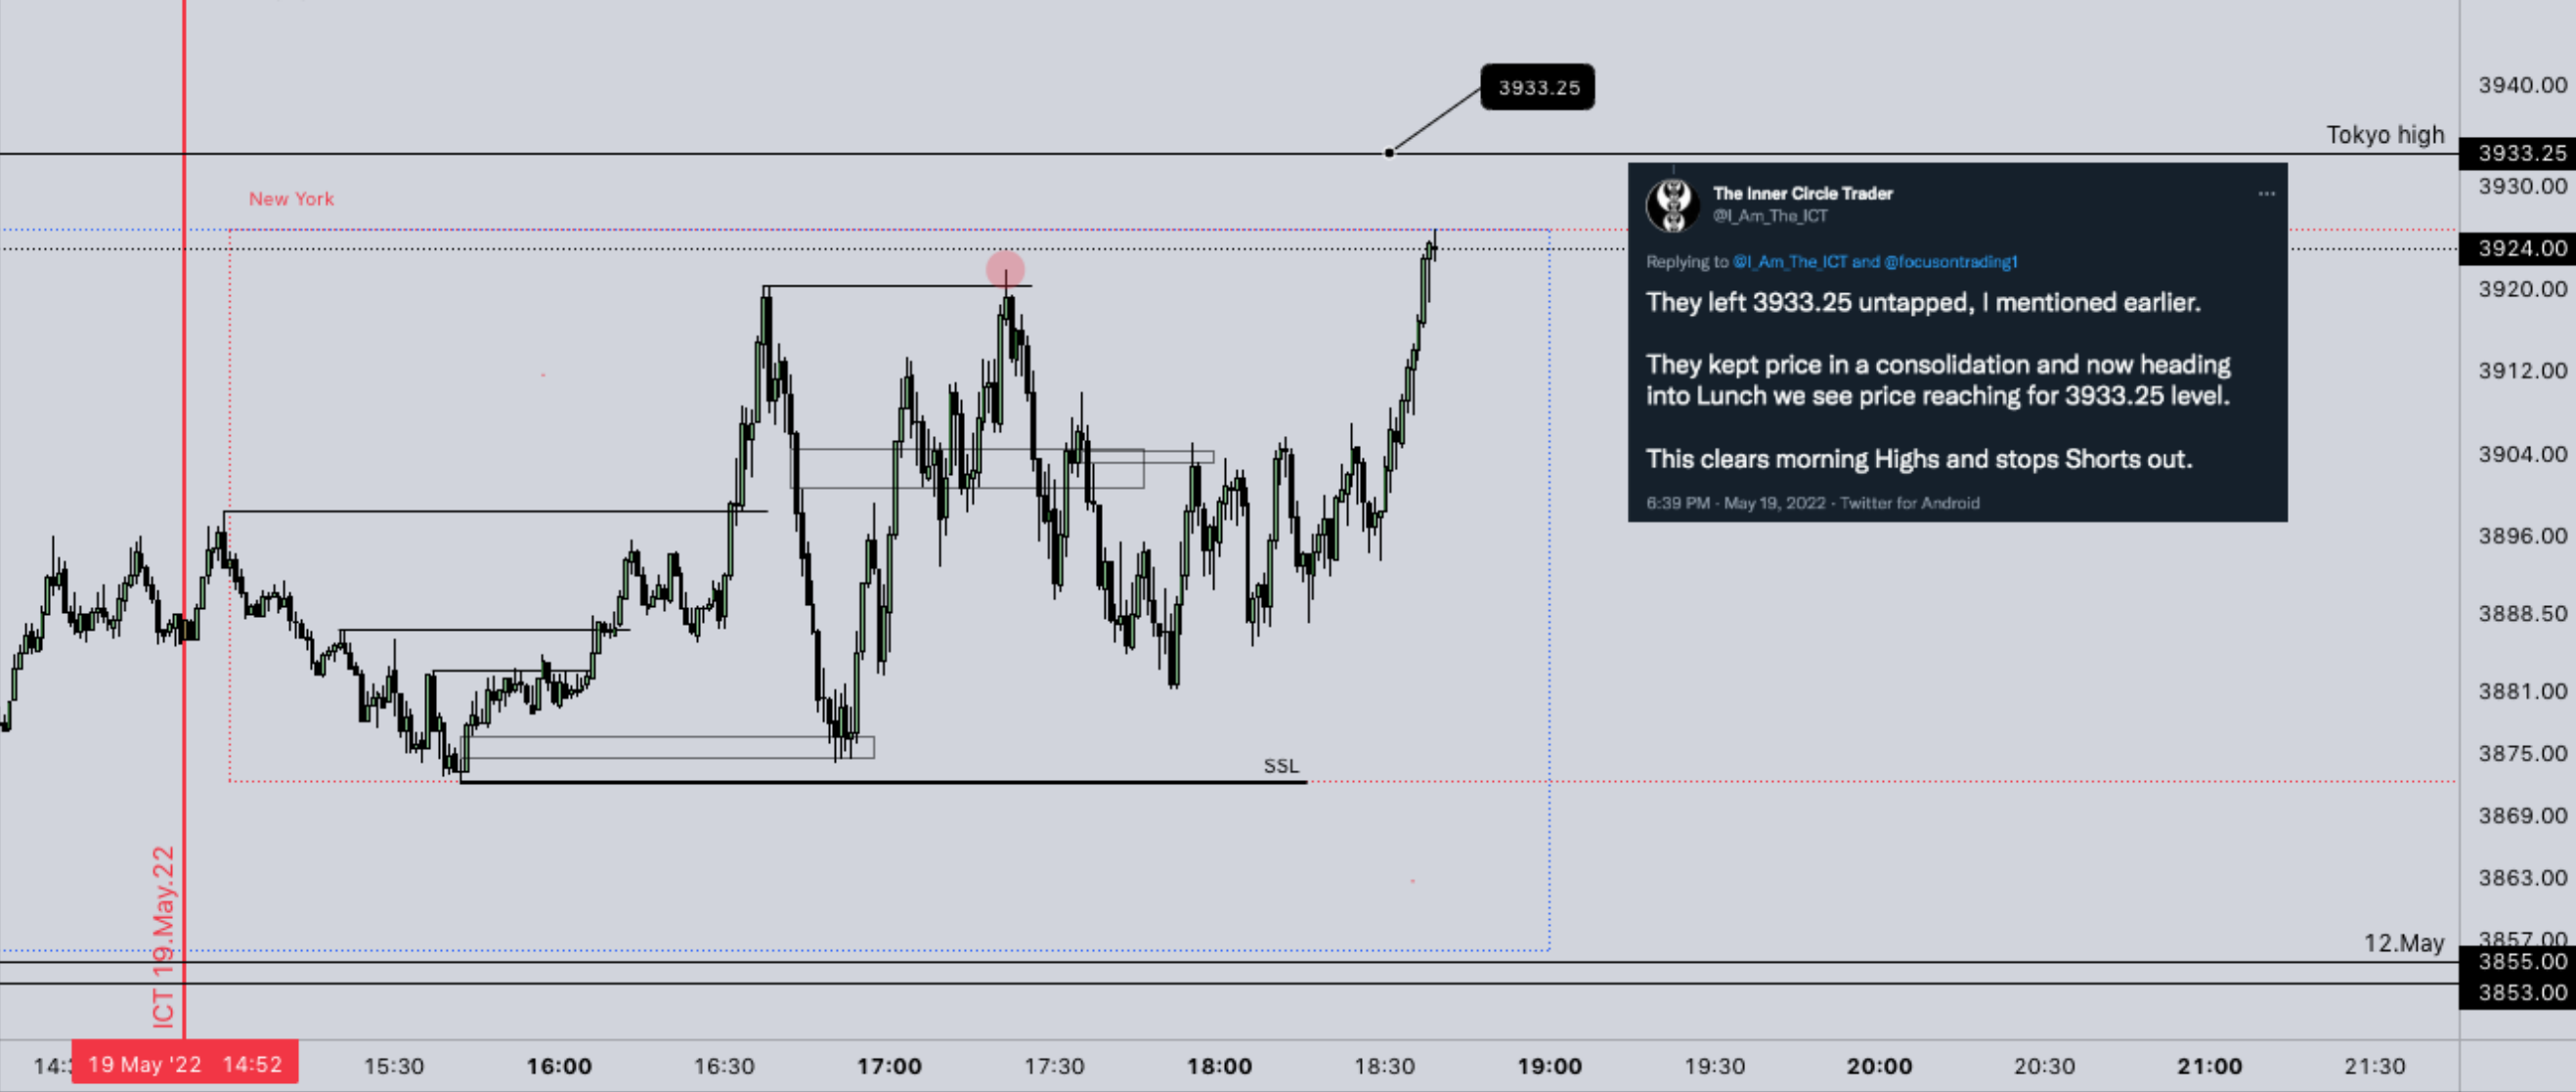 3933.25
Tokyo high
New York
The Inner Circle Trader
@I_Am_The_ICT
Replying to @I_Am_The_ICT and @focusontrading1
They left 3933.25 untapped, I mentioned earlier.
They kept price in a consolidation and now heading
into Lunch we see price reaching for 3933.25 level.
This clears morning Highs and stops Shorts out.
6:39 PM · May 19, 2022 · Twitter for Android
SSL
12.May
ICT 19.May.22
3940.00
3933.25
3930.00
3924.00
3920.00
3912.00
3904.00
3896.00
3888.50
3881.00
3875.00
3869.00
3863.00
3857.00
3855.00
3853.00
19 May '22 14:52
15:30 16:00 16:30 17:00 17:30 18:00 18:30 19:00 19:30 20:00 20:30 21:00 21:30